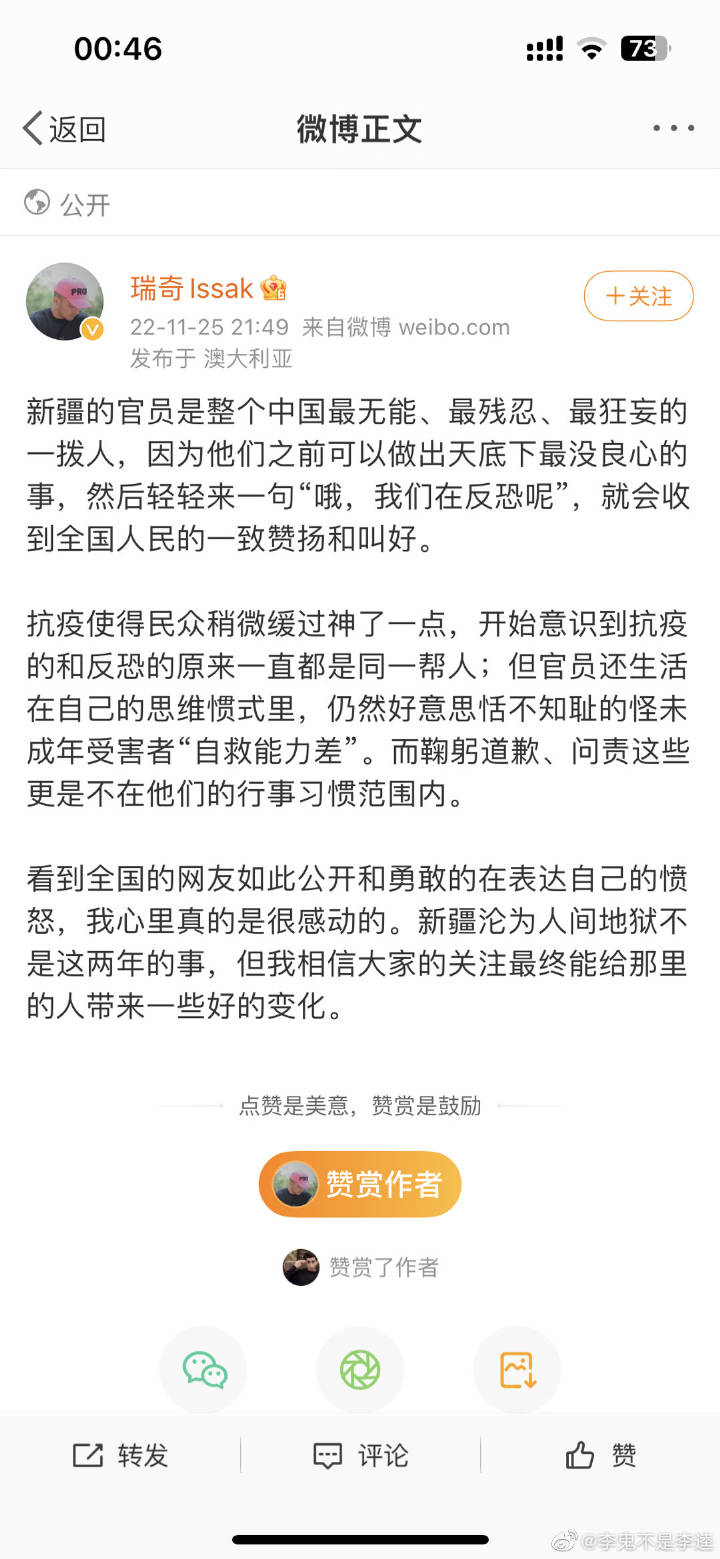 00:46
73
返回
微博正文
公开
瑞奇Issak
6
PRO
+关注
22-11-25 21:49 来自微博 weibo.com
发布于 澳大利亚
新疆的官员是整个中国最无能、最残忍、最狂妄的
一拨人，因为他们之前可以做出天底下最没良心的
事，然后轻轻来一句“哦，我们在反恐呢”，就会收
到全国人民的一致赞扬和叫好。
抗疫使得民众稍微缓过神了一点，开始意识到抗疫
的和反恐的原来一直都是同一帮人；但官员还生活
在自己的思维惯式里，仍然好意思恬不知耻的怪未
成年受害者“自救能力差”。而鞠躬道歉、问责这些
更是不在他们的行事习惯范围内。
看到全国的网友如此公开和勇敢的在表达自己的愤
怒，我心里真的是很感动的。新疆沦为人间地狱不
是这两年的事，但我相信大家的关注最终能给那里
的人带来一些好的变化。
点赞是美意，赞赏是鼓励
赞赏作者
赞赏了作者
转发
评论
赞
@李鬼不是李逵